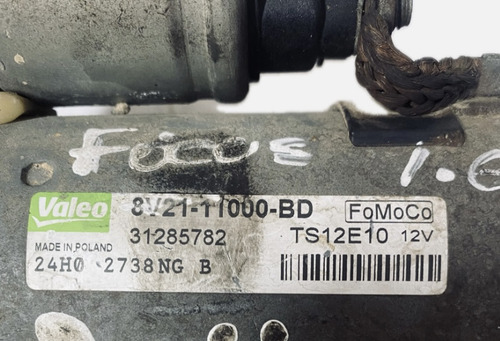 FOCUS 1.6
Valeo 8V21-11000-BD FoMoCo
31285782 TS12E10 12V
MADE IN POLAND
24H0 2738NG B